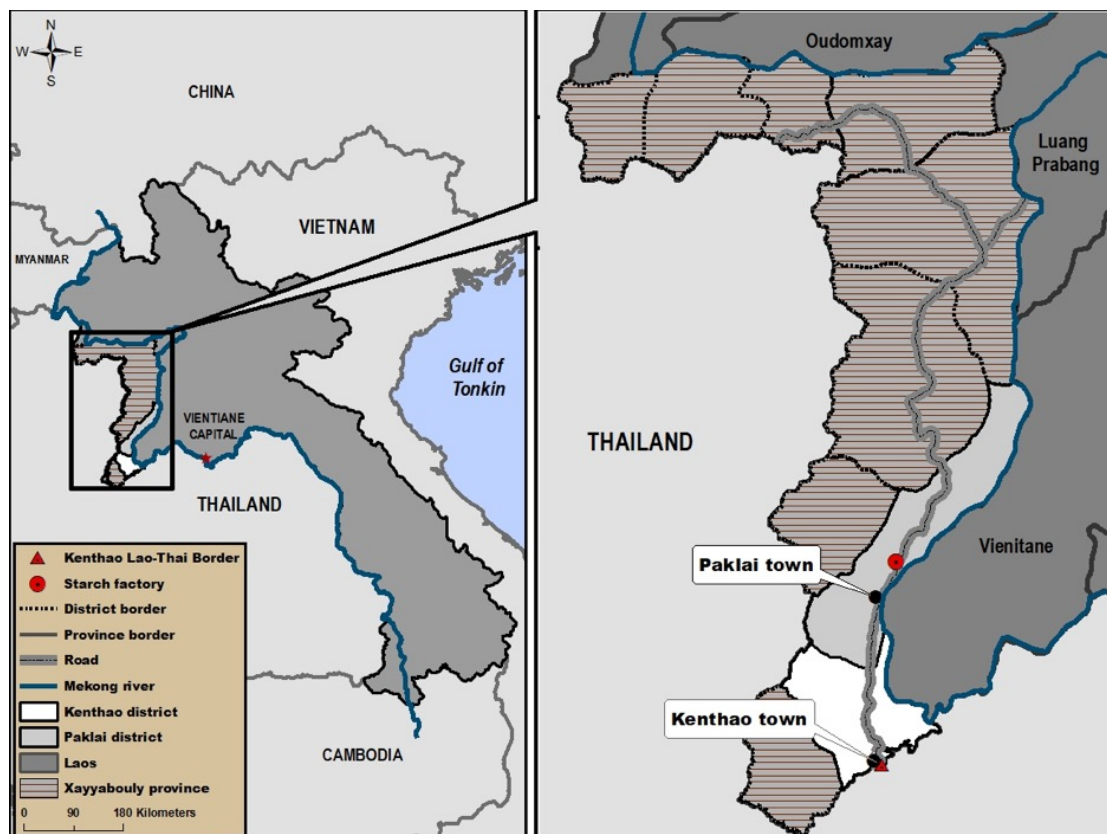 N
W E
S
CHINA
VIETNAM
MYANMAR
Gulf of
Tonkin
VIENTIANE
CAPITAL
THAILAND
CAMBODIA
Kenthao Lao-Thai Border
Starch factory
District border
Province border
Road
Mekong river
Kenthao district
Paklai district
Laos
Xayyabouly province
0 90 180 Kilometers
Oudomxay
Luang
Prabang
THAILAND
Vienitane
Paklai town
Kenthao town